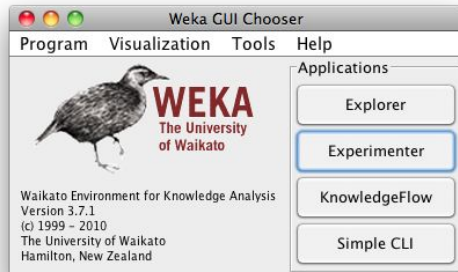 Weka GUI Chooser
Program Visualization Tools Help
WEKA
The University
of Waikato
Waikato Environment for Knowledge Analysis
Version 3.7.1
(c) 1999 - 2010
The University of Waikato
Hamilton, New Zealand
Applications
Explorer
Experimenter
KnowledgeFlow
Simple CLI